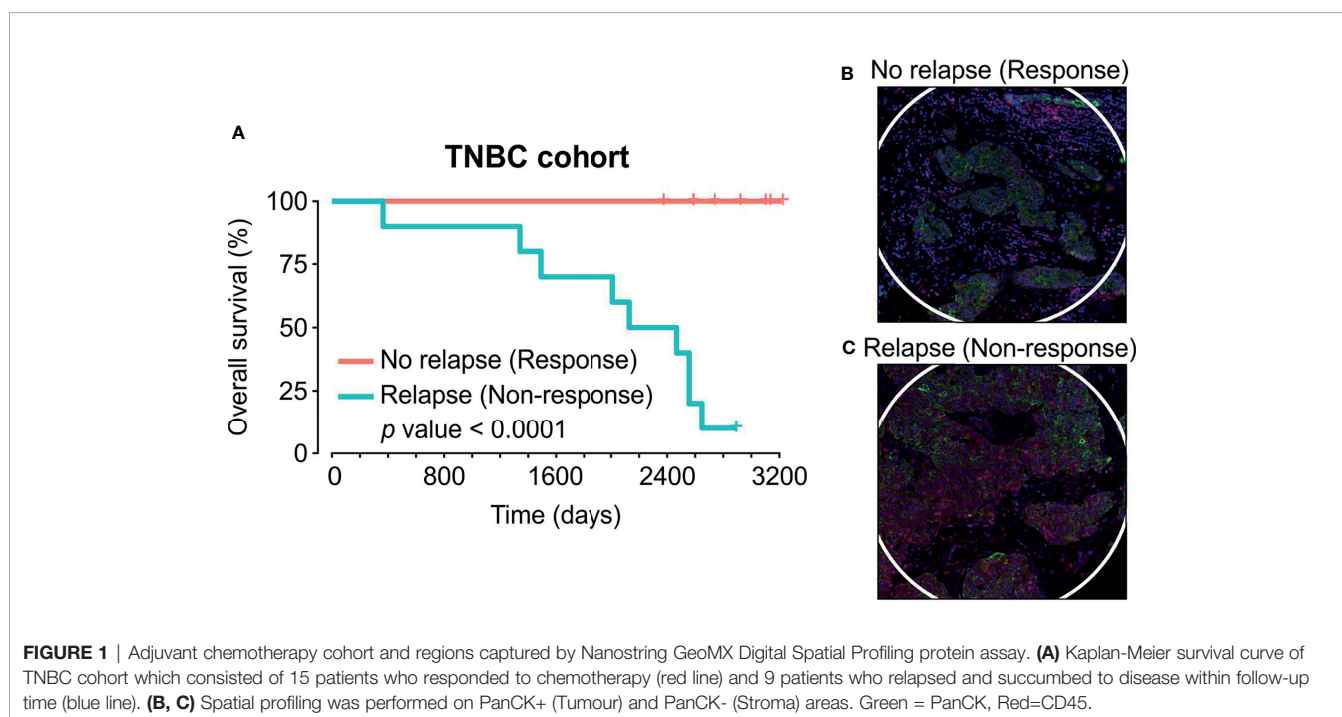 A
TNBC cohort
100
75
50
25
0
Overall survival (%)
No relapse (Response)
Relapse (Non-response)
p value < 0.0001
0 800 1600 2400 3200
Time (days)
B No relapse (Response)
C Relapse (Non-response)
FIGURE 1 | Adjuvant chemotherapy cohort and regions captured by Nanostring GeoMX Digital Spatial Profiling protein assay. (A) Kaplan-Meier survival curve of
TNBC cohort which consisted of 15 patients who responded to chemotherapy (red line) and 9 patients who relapsed and succumbed to disease within follow-up
time (blue line). (B, C) Spatial profiling was performed on PanCK+ (Tumour) and PanCK- (Stroma) areas. Green = PanCK, Red=CD45.